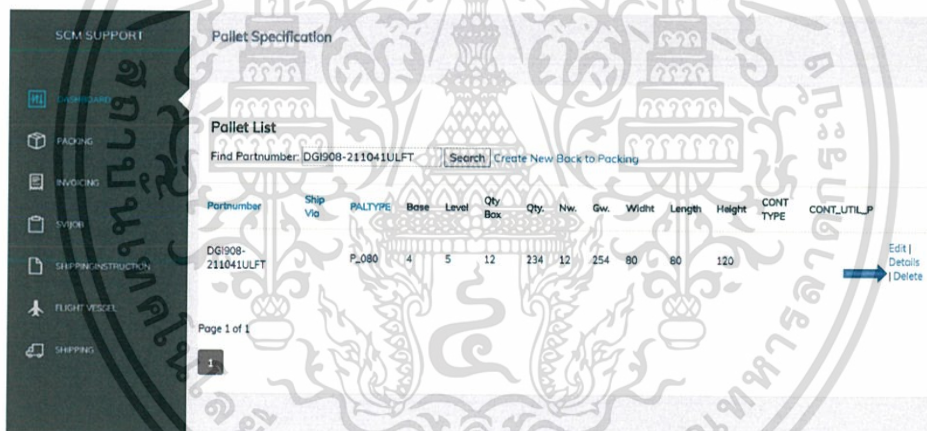 SCM SUPPORT
Pallet Specification
DASHBOARD
PACKING
INVOICING
SVIJOB
SHIPPINGINSTRUCTION
FLIGHT VESSEL
SHIPPING
Pallet List
Find Partnumber: DGI908-211041ULFT Search Create New Back to Packing
Partnumber Ship Via PALTYPE Base Level Qty Box Qty. Nw. Gw. Widht Length Height CONT TYPE CONT_UTIL_P
DGI908-211041ULFT P_080 4 5 12 234 12 254 80 80 120
Edit |
Details
| Delete
Page 1 of 1
1